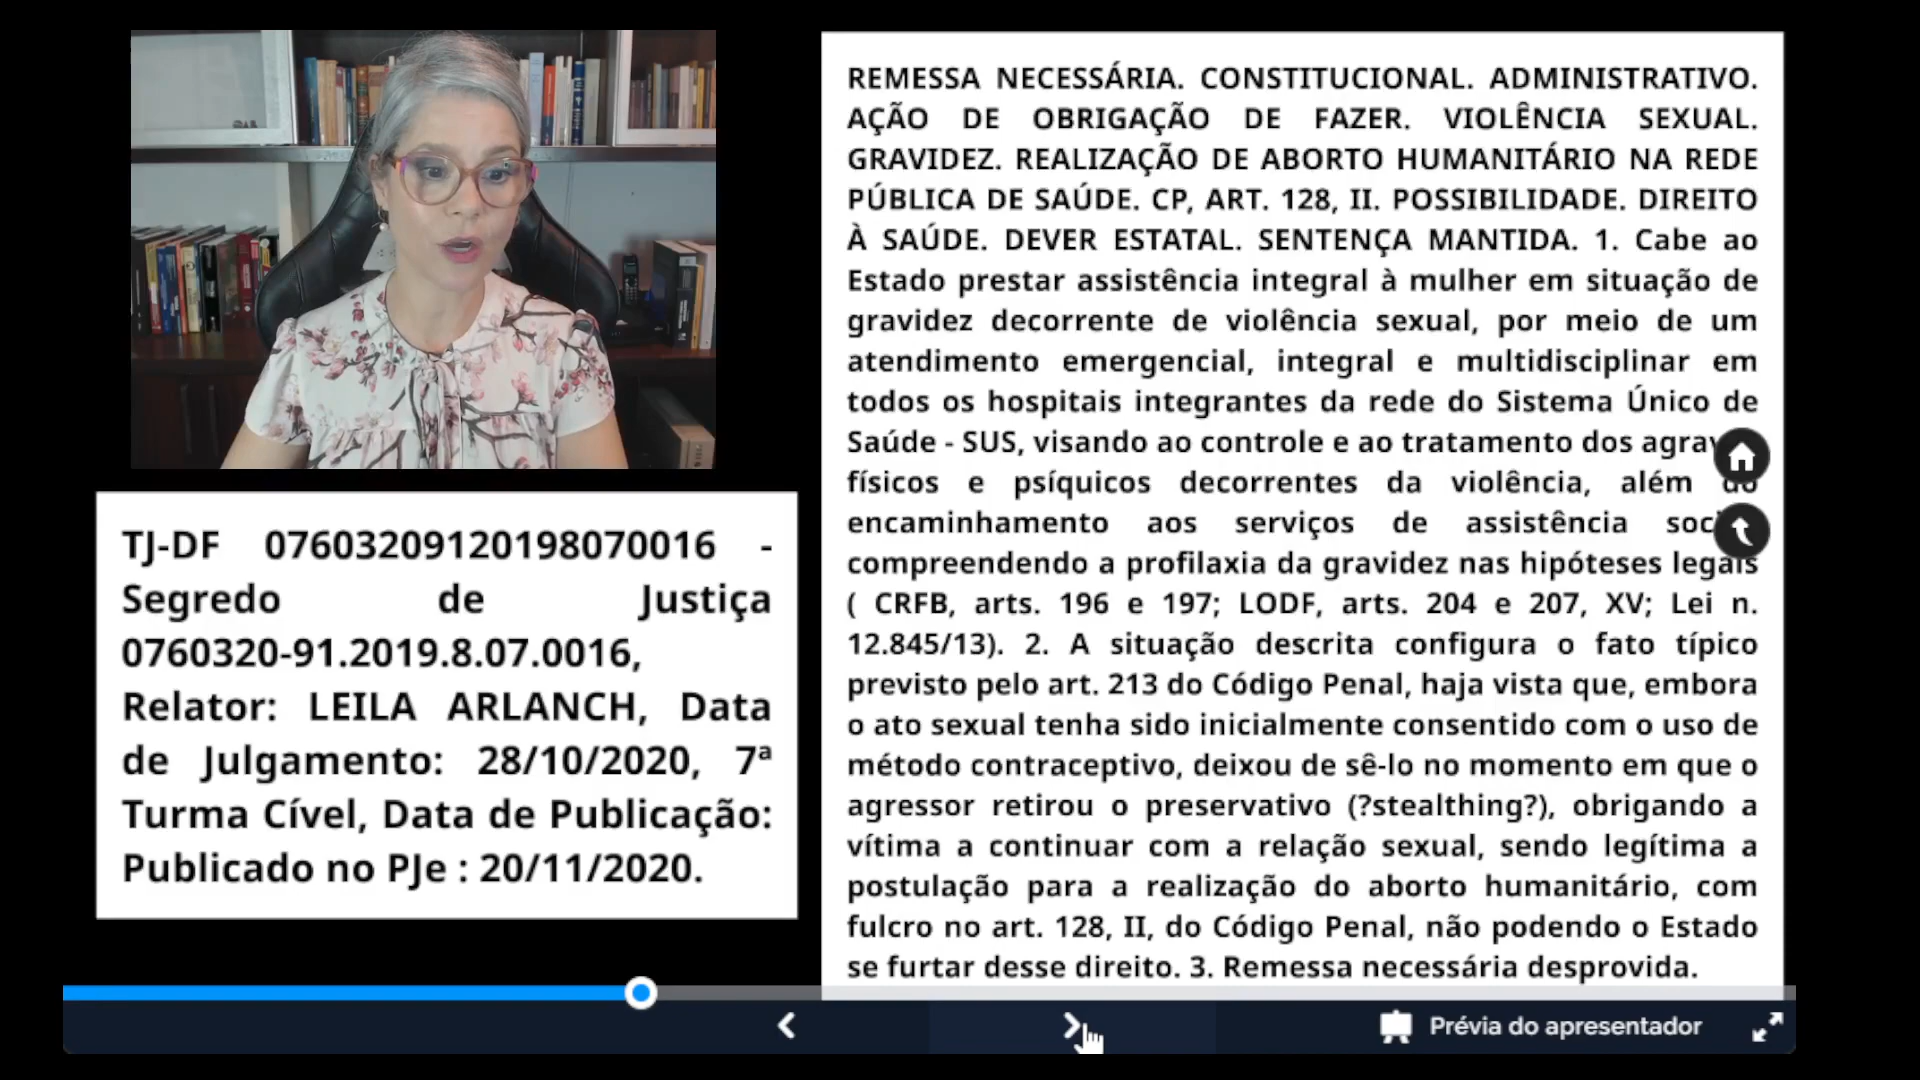 TJ-DF 07603209120198070016 -
Segredo de Justiça
0760320-91.2019.8.07.0016,
Relator: LEILA ARLANCH, Data
de Julgamento: 28/10/2020, 7ª
Turma Cível, Data de Publicação:
Publicado no PJe : 20/11/2020.
REMESSA NECESSÁRIA. CONSTITUCIONAL. ADMINISTRATIVO.
AÇÃO DE OBRIGAÇÃO DE FAZER. VIOLÊNCIA SEXUAL.
GRAVIDEZ. REALIZAÇÃO DE ABORTO HUMANITÁRIO NA REDE
PÚBLICA DE SAÚDE. CP, ART. 128, II. POSSIBILIDADE. DIREITO
À SAÚDE. DEVER ESTATAL. SENTENÇA MANTIDA. 1. Cabe ao
Estado prestar assistência integral à mulher em situação de
gravidez decorrente de violência sexual, por meio de um
atendimento emergencial, integral e multidisciplinar em
todos os hospitais integrantes da rede do Sistema Único de
Saúde - SUS, visando ao controle e ao tratamento dos
físicos e psíquicos decorrentes da violência, além do
encaminhamento aos serviços de assistência
compreendendo a profilaxia da gravidez nas hipóteses legais
( CRFB, arts. 196 e 197; LODF, arts. 204 e 207, XV; Lei n.
12.845/13). 2. A situação descrita configura o fato típico
previsto pelo art. 213 do Código Penal, haja vista que, embora
o ato sexual tenha sido inicialmente consentido com o uso de
método contraceptivo, deixou de sê-lo no momento em que o
agressor retirou o preservativo (?stealthing?), obrigando a
vítima a continuar com a relação sexual, sendo legítima a
postulação para a realização do aborto humanitário, com
fulcro no art. 128, II, do Código Penal, não podendo o Estado
se furtar desse direito. 3. Remessa necessária desprovida.
Prévia do apresentador